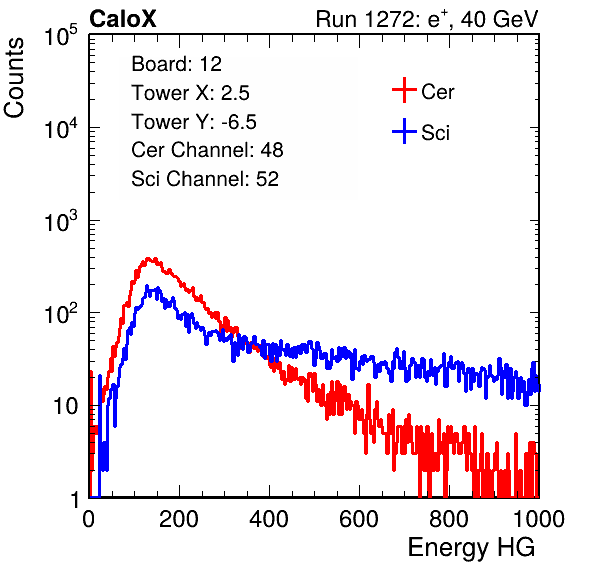 CaloX Run 1272: e⁺, 40 GeV
Board: 12
Tower X: 2.5
Tower Y: -6.5
Cer Channel: 48
Sci Channel: 52
Cer
Sci
Counts
10⁵
10⁴
10³
10²
10
1
0 200 400 600 800 1000
Energy HG